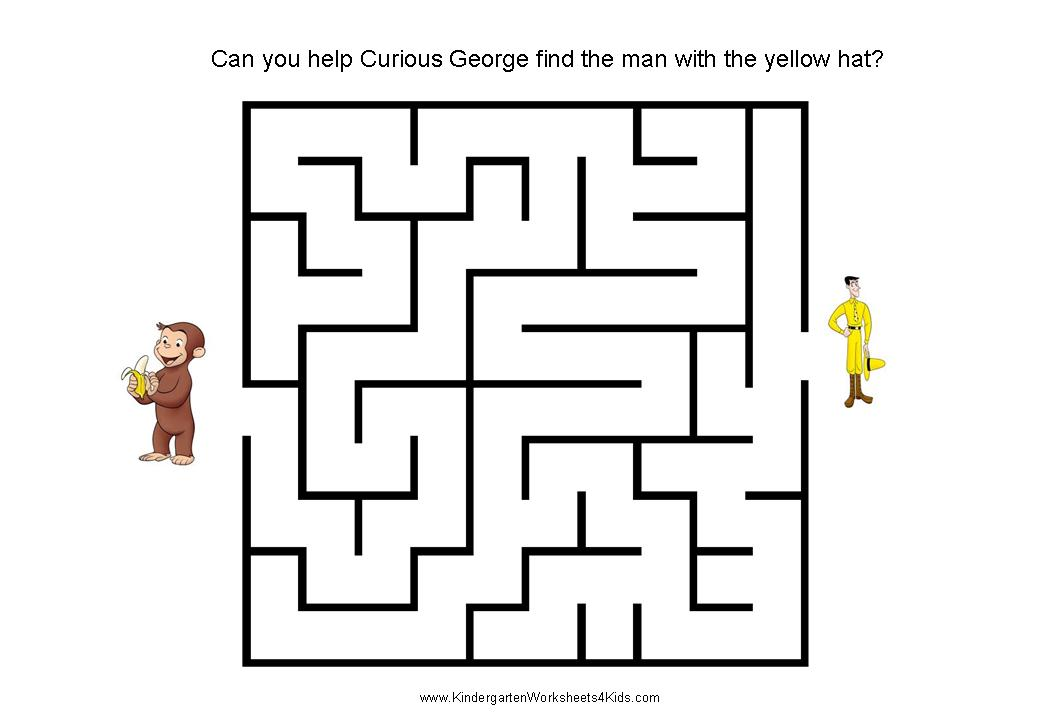 Can you help Curious George find the man with the yellow hat?
www.KindergartenWorksheets4Kids.com